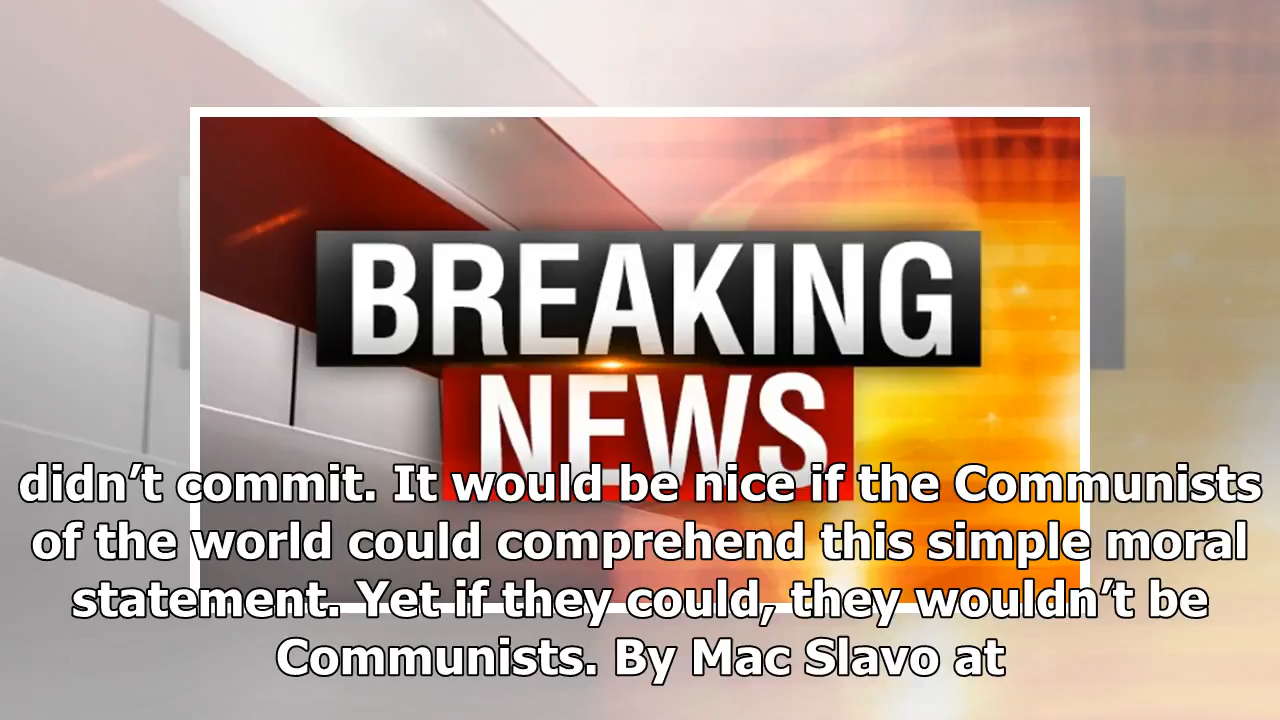 BREAKING
NEWS
didn’t commit. It would be nice if the Communists
of the world could comprehend this simple moral
statement. Yet if they could, they wouldn’t be
Communists. By Mac Slavo at